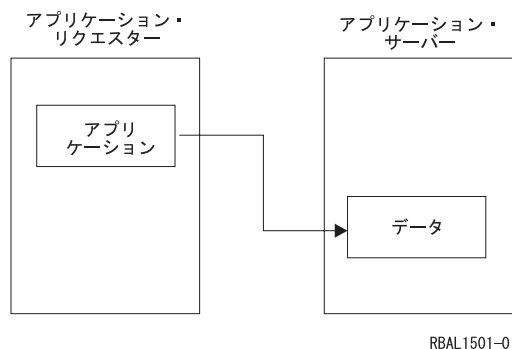 アプリケーション・
リクエスター
アプリケーション・
サーバー
アプリ
ケーション
データ
RBAL1501-0